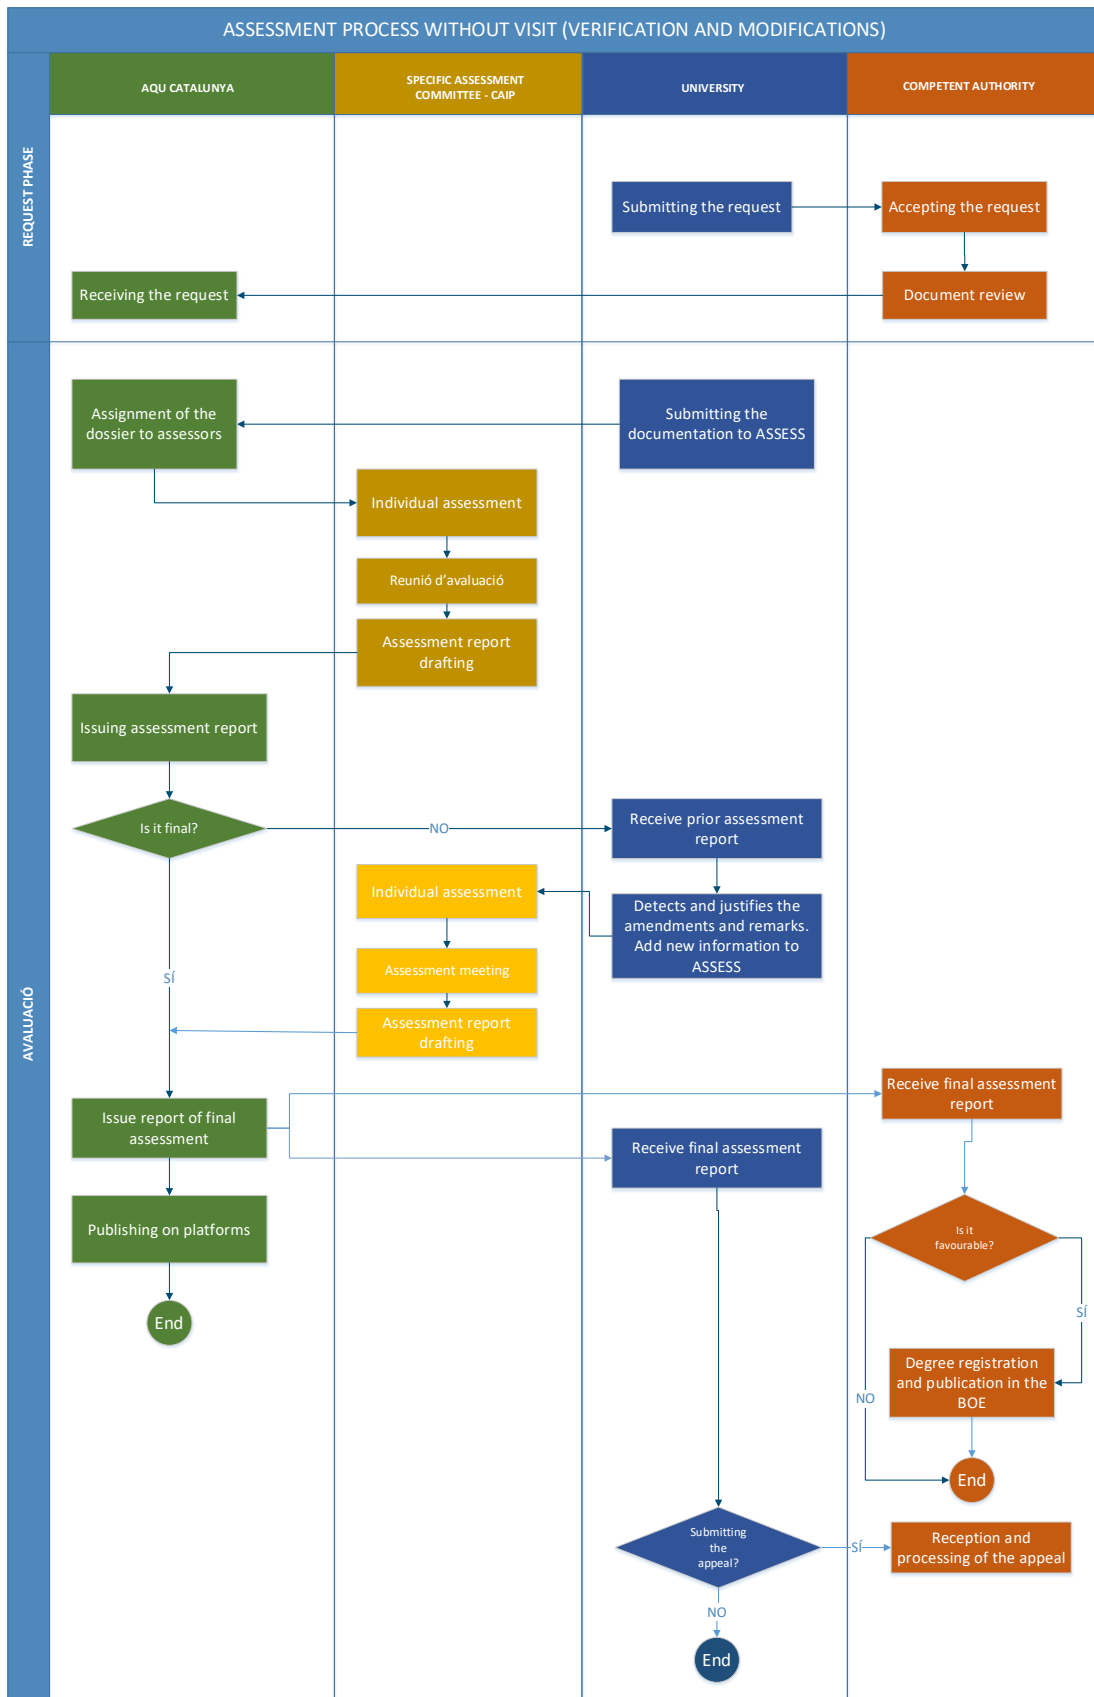 ASSESSMENT PROCESS WITHOUT VISIT (VERIFICATION AND MODIFICATIONS)
AQU CATALUNYA
SPECIFIC ASSESSMENT
COMMITTEE - CAIP
UNIVERSITY
COMPETENT AUTHORITY
REQUEST PHASE
Submitting the request
Accepting the request
Receiving the request
Document review
AVALUACIÓ
Assignment of the
dossier to assessors
Submitting the
documentation to ASSESS
Individual assessment
Reunió d'avaluació
Assessment report
drafting
Issuing assessment report
Is it final?
NO
Receive prior assessment
report
Individual assessment
Detects and justifies the
amendments and remarks.
Add new information to
ASSESS
SÍ
Assessment meeting
Assessment report
drafting
Receive final assessment
report
Issue report of final
assessment
Receive final assessment
report
Publishing on platforms
Is it
favourable?
End
SÍ
Degree registration
and publication in the
BOE
NO
End
Submitting
the
appeal?
SÍ
Reception and
processing of the appeal
NO
End